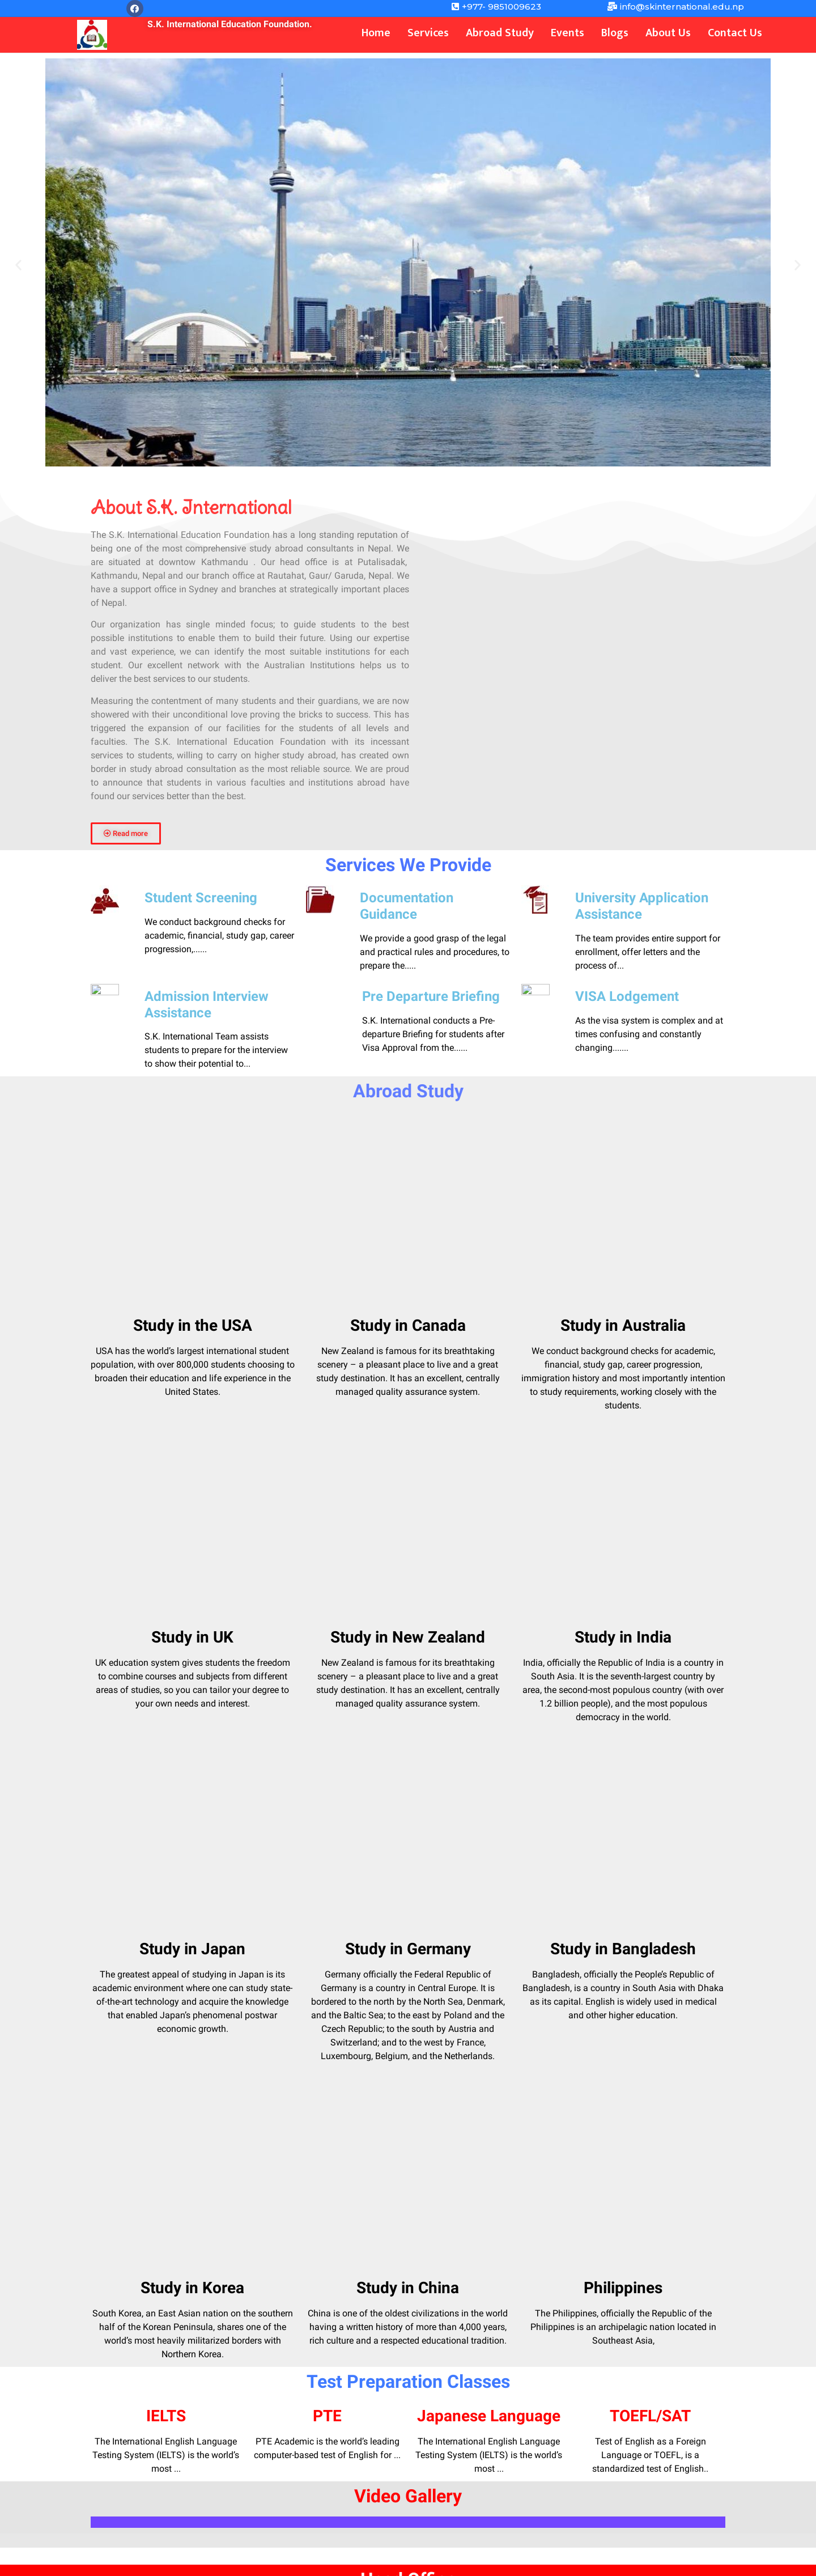 +977- 9851009623
info@skinternational.edu.np
S.K. International Education Foundation.
Home Services Abroad Study Events Blogs About Us Contact Us
About S.K. International
The S.K. International Education Foundation has a long standing reputation of
being one of the most comprehensive study abroad consultants in Nepal. We
are situated at downtow Kathmandu . Our head office is at Putalisadak,
Kathmandu, Nepal and our branch office at Rautahat, Gaur/ Garuda, Nepal. We
have a support office in Sydney and branches at strategically important places
of Nepal.
Our organization has single minded focus; to guide students to the best
possible institutions to enable them to build their future. Using our expertise
and vast experience, we can identify the most suitable institutions for each
student. Our excellent network with the Australian Institutions helps us to
deliver the best services to our students.
Measuring the contentment of many students and their guardians, we are now
showered with their unconditional love proving the bricks to success. This has
triggered the expansion of our facilities for the students of all levels and
faculties. The S.K. International Education Foundation with its incessant
services to students, willing to carry on higher study abroad, has created own
border in study abroad consultation as the most reliable source. We are proud
to announce that students in various faculties and institutions abroad have
found our services better than the best.
Read more
Services We Provide
Student Screening
We conduct background checks for
academic, financial, study gap, career
progression,......
Documentation
Guidance
We provide a good grasp of the legal
and practical rules and procedures, to
prepare the.....
University Application
Assistance
The team provides entire support for
enrollment, offer letters and the
process of...
Admission Interview
Assistance
S.K. International Team assists
students to prepare for the interview
to show their potential to...
Pre Departure Briefing
S.K. International conducts a Pre-
departure Briefing for students after
Visa Approval from the......
VISA Lodgement
As the visa system is complex and at
times confusing and constantly
changing.......
Abroad Study
Study in the USA
USA has the world's largest international student
population, with over 800,000 students choosing to
broaden their education and life experience in the
United States.
Study in Canada
New Zealand is famous for its breathtaking
scenery – a pleasant place to live and a great
study destination. It has an excellent, centrally
managed quality assurance system.
Study in Australia
We conduct background checks for academic,
financial, study gap, career progression,
immigration history and most importantly intention
to study requirements, working closely with the
students.
Study in UK
UK education system gives students the freedom
to combine courses and subjects from different
areas of studies, so you can tailor your degree to
your own needs and interest.
Study in New Zealand
New Zealand is famous for its breathtaking
scenery – a pleasant place to live and a great
study destination. It has an excellent, centrally
managed quality assurance system.
Study in India
India, officially the Republic of India is a country in
South Asia. It is the seventh-largest country by
area, the second-most populous country (with over
1.2 billion people), and the most populous
democracy in the world.
Study in Japan
The greatest appeal of studying in Japan is its
academic environment where one can study state-
of-the-art technology and acquire the knowledge
that enabled Japan's phenomenal postwar
economic growth.
Study in Germany
Germany officially the Federal Republic of
Germany is a country in Central Europe. It is
bordered to the north by the North Sea, Denmark,
and the Baltic Sea; to the east by Poland and the
Czech Republic; to the south by Austria and
Switzerland; and to the west by France,
Luxembourg, Belgium, and the Netherlands.
Study in Bangladesh
Bangladesh, officially the People's Republic of
Bangladesh, is a country in South Asia with Dhaka
as its capital. English is widely used in medical
and other higher education.
Study in Korea
South Korea, an East Asian nation on the southern
half of the Korean Peninsula, shares one of the
world's most heavily militarized borders with
Northern Korea.
Study in China
China is one of the oldest civilizations in the world
having a written history of more than 4,000 years,
rich culture and a respected educational tradition.
Philippines
The Philippines, officially the Republic of the
Philippines is an archipelagic nation located in
Southeast Asia,
Test Preparation Classes
IELTS
The International English Language
Testing System (IELTS) is the world's
most ...
PTE
PTE Academic is the world's leading
computer-based test of English for ...
Japanese Language
The International English Language
Testing System (IELTS) is the world's
most ...
TOEFL/SAT
Test of English as a Foreign
Language or TOEFL, is a
standardized test of English..
Video Gallery